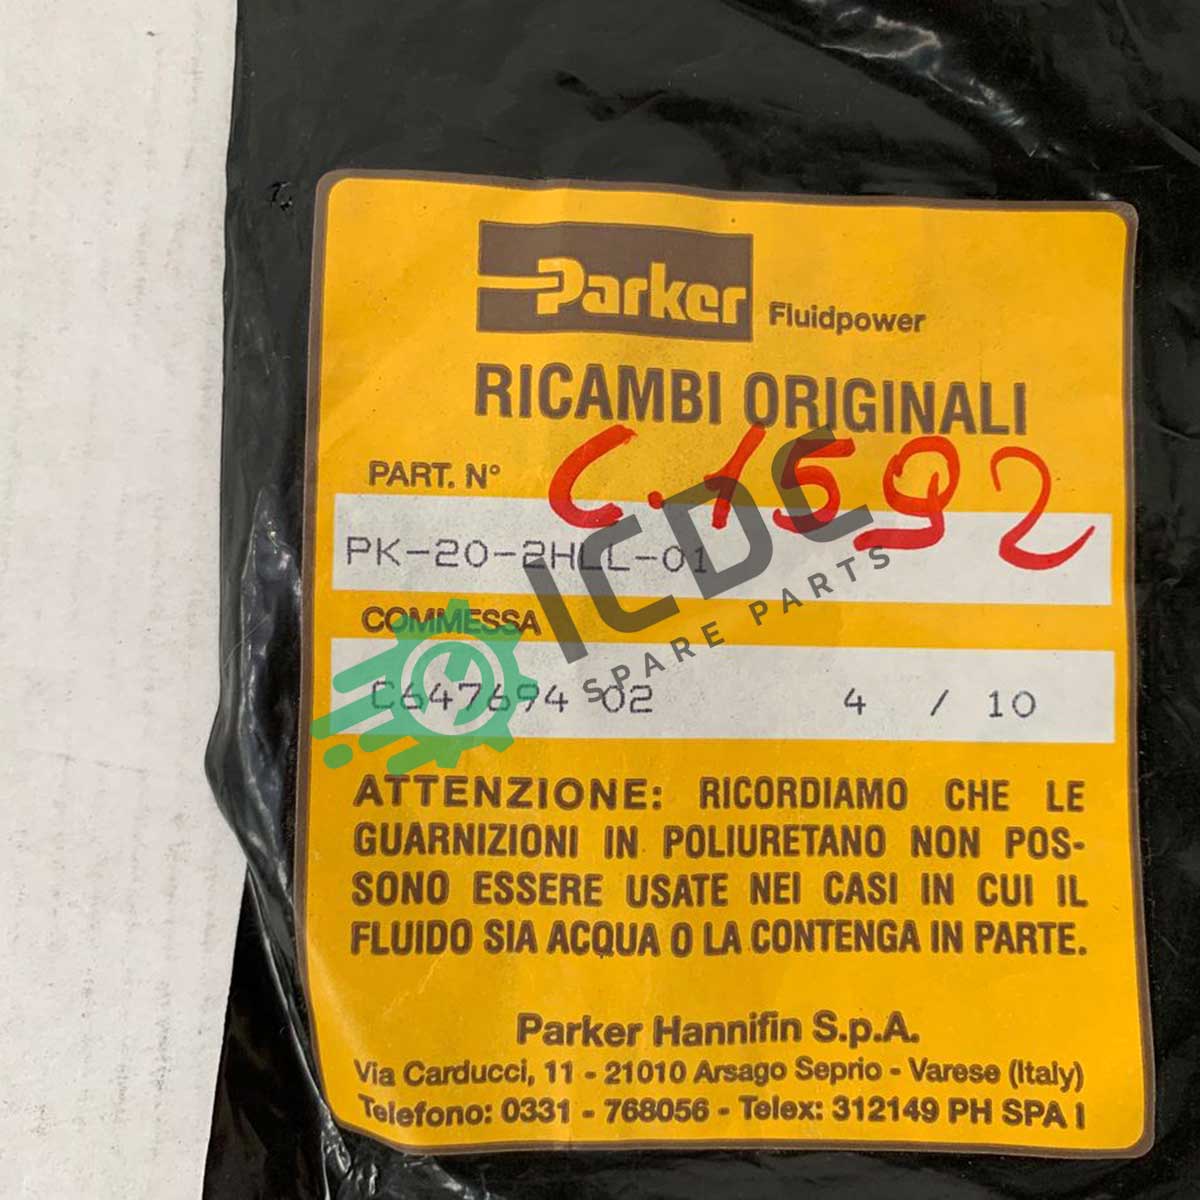 Parker Fluidpower
RICAMBI ORIGINALI
PART. N°
C.1592
PK-20-2HLL-01
COMMESSA
C647694 02 4 / 10
ICDC
SPARE PARTS
ATTENZIONE: RICORDIAMO CHE LE
GUARNIZIONI IN POLIURETANO NON POS-
SONO ESSERE USATE NEI CASI IN CUI IL
FLUIDO SIA ACQUA O LA CONTENGA IN PARTE.
Parker Hannifin S.p.A.
Via Carducci, 11 - 21010 Arsago Seprio - Varese (Italy)
Telefono: 0331 - 768056 - Telex: 312149 PH SPA I